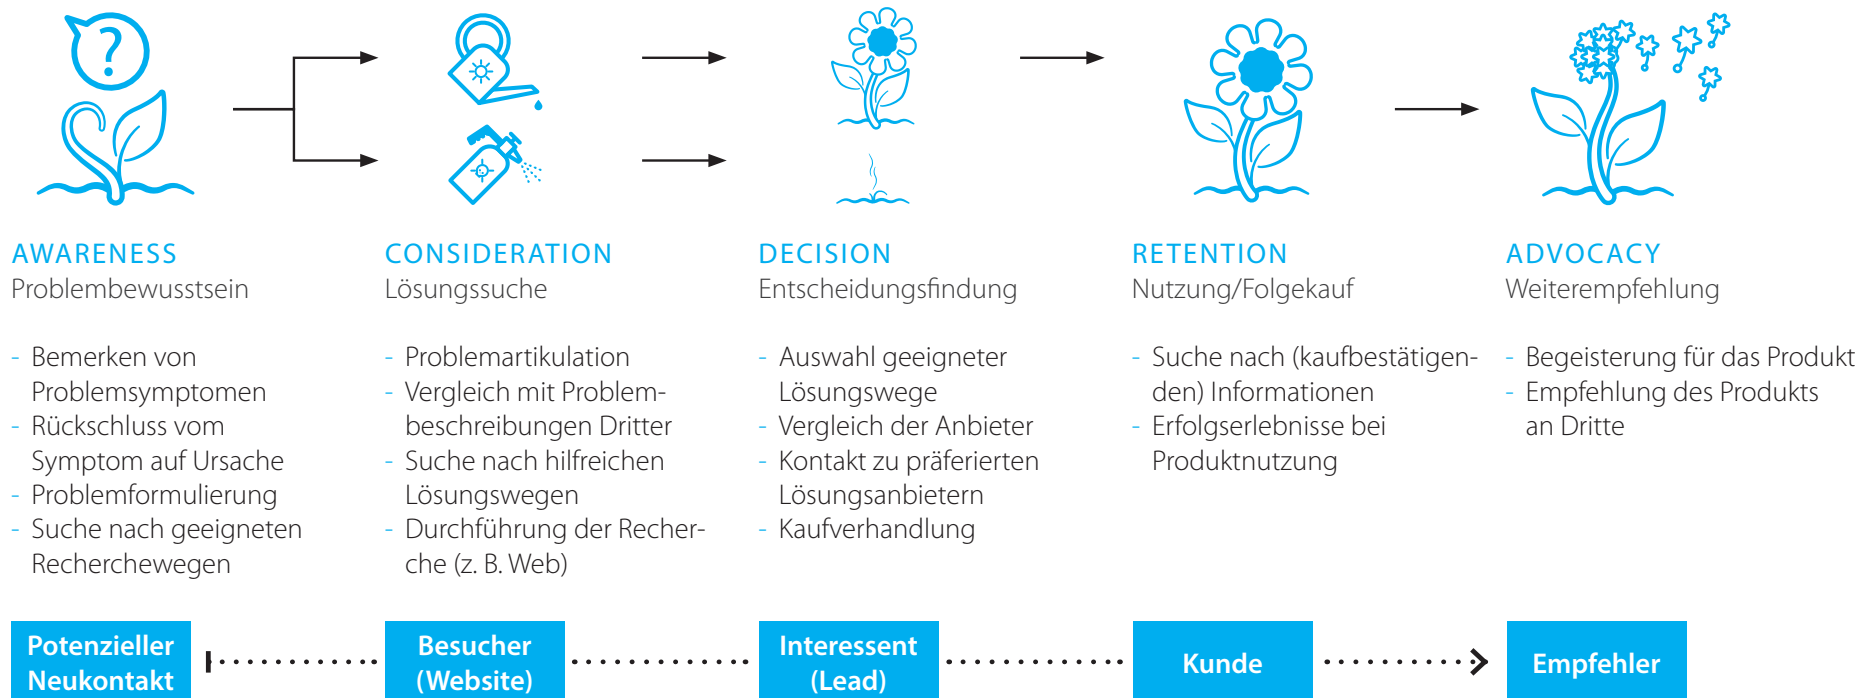 ?
AWARENESS
Problembewusstsein
- Bemerken von
Problemsymptomen
- Rückschluss vom
Symptom auf Ursache
- Problemformulierung
- Suche nach geeigneten
Recherchewegen
CONSIDERATION
Lösungssuche
- Problemartikulation
- Vergleich mit Problem-
beschreibungen Dritter
- Suche nach hilfreichen
Lösungswegen
- Durchführung der Recher-
che (z. B. Web)
DECISION
Entscheidungsfindung
- Auswahl geeigneter
Lösungswege
- Vergleich der Anbieter
- Kontakt zu präferierten
Lösungsanbietern
- Kaufverhandlung
RETENTION
Nutzung/Folgekauf
- Suche nach (kaufbestätigen-
den) Informationen
- Erfolgserlebnisse bei
Produktnutzung
ADVOCACY
Weiterempfehlung
- Begeisterung für das Produkt
- Empfehlung des Produkts
an Dritte
Potenzieller
Neukontakt
Besucher
(Website)
Interessent
(Lead)
Kunde
Empfehler